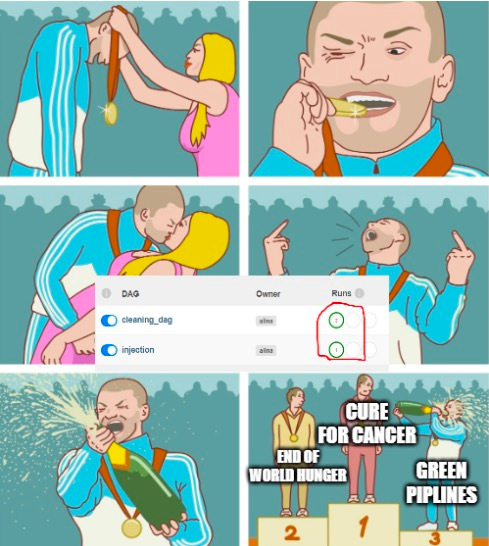 DAG Owner Runs
cleaning_dag
injection
CURE
FOR CANCER
END OF
WORLD HUNGER
GREEN
PIPLINES
2 1 3